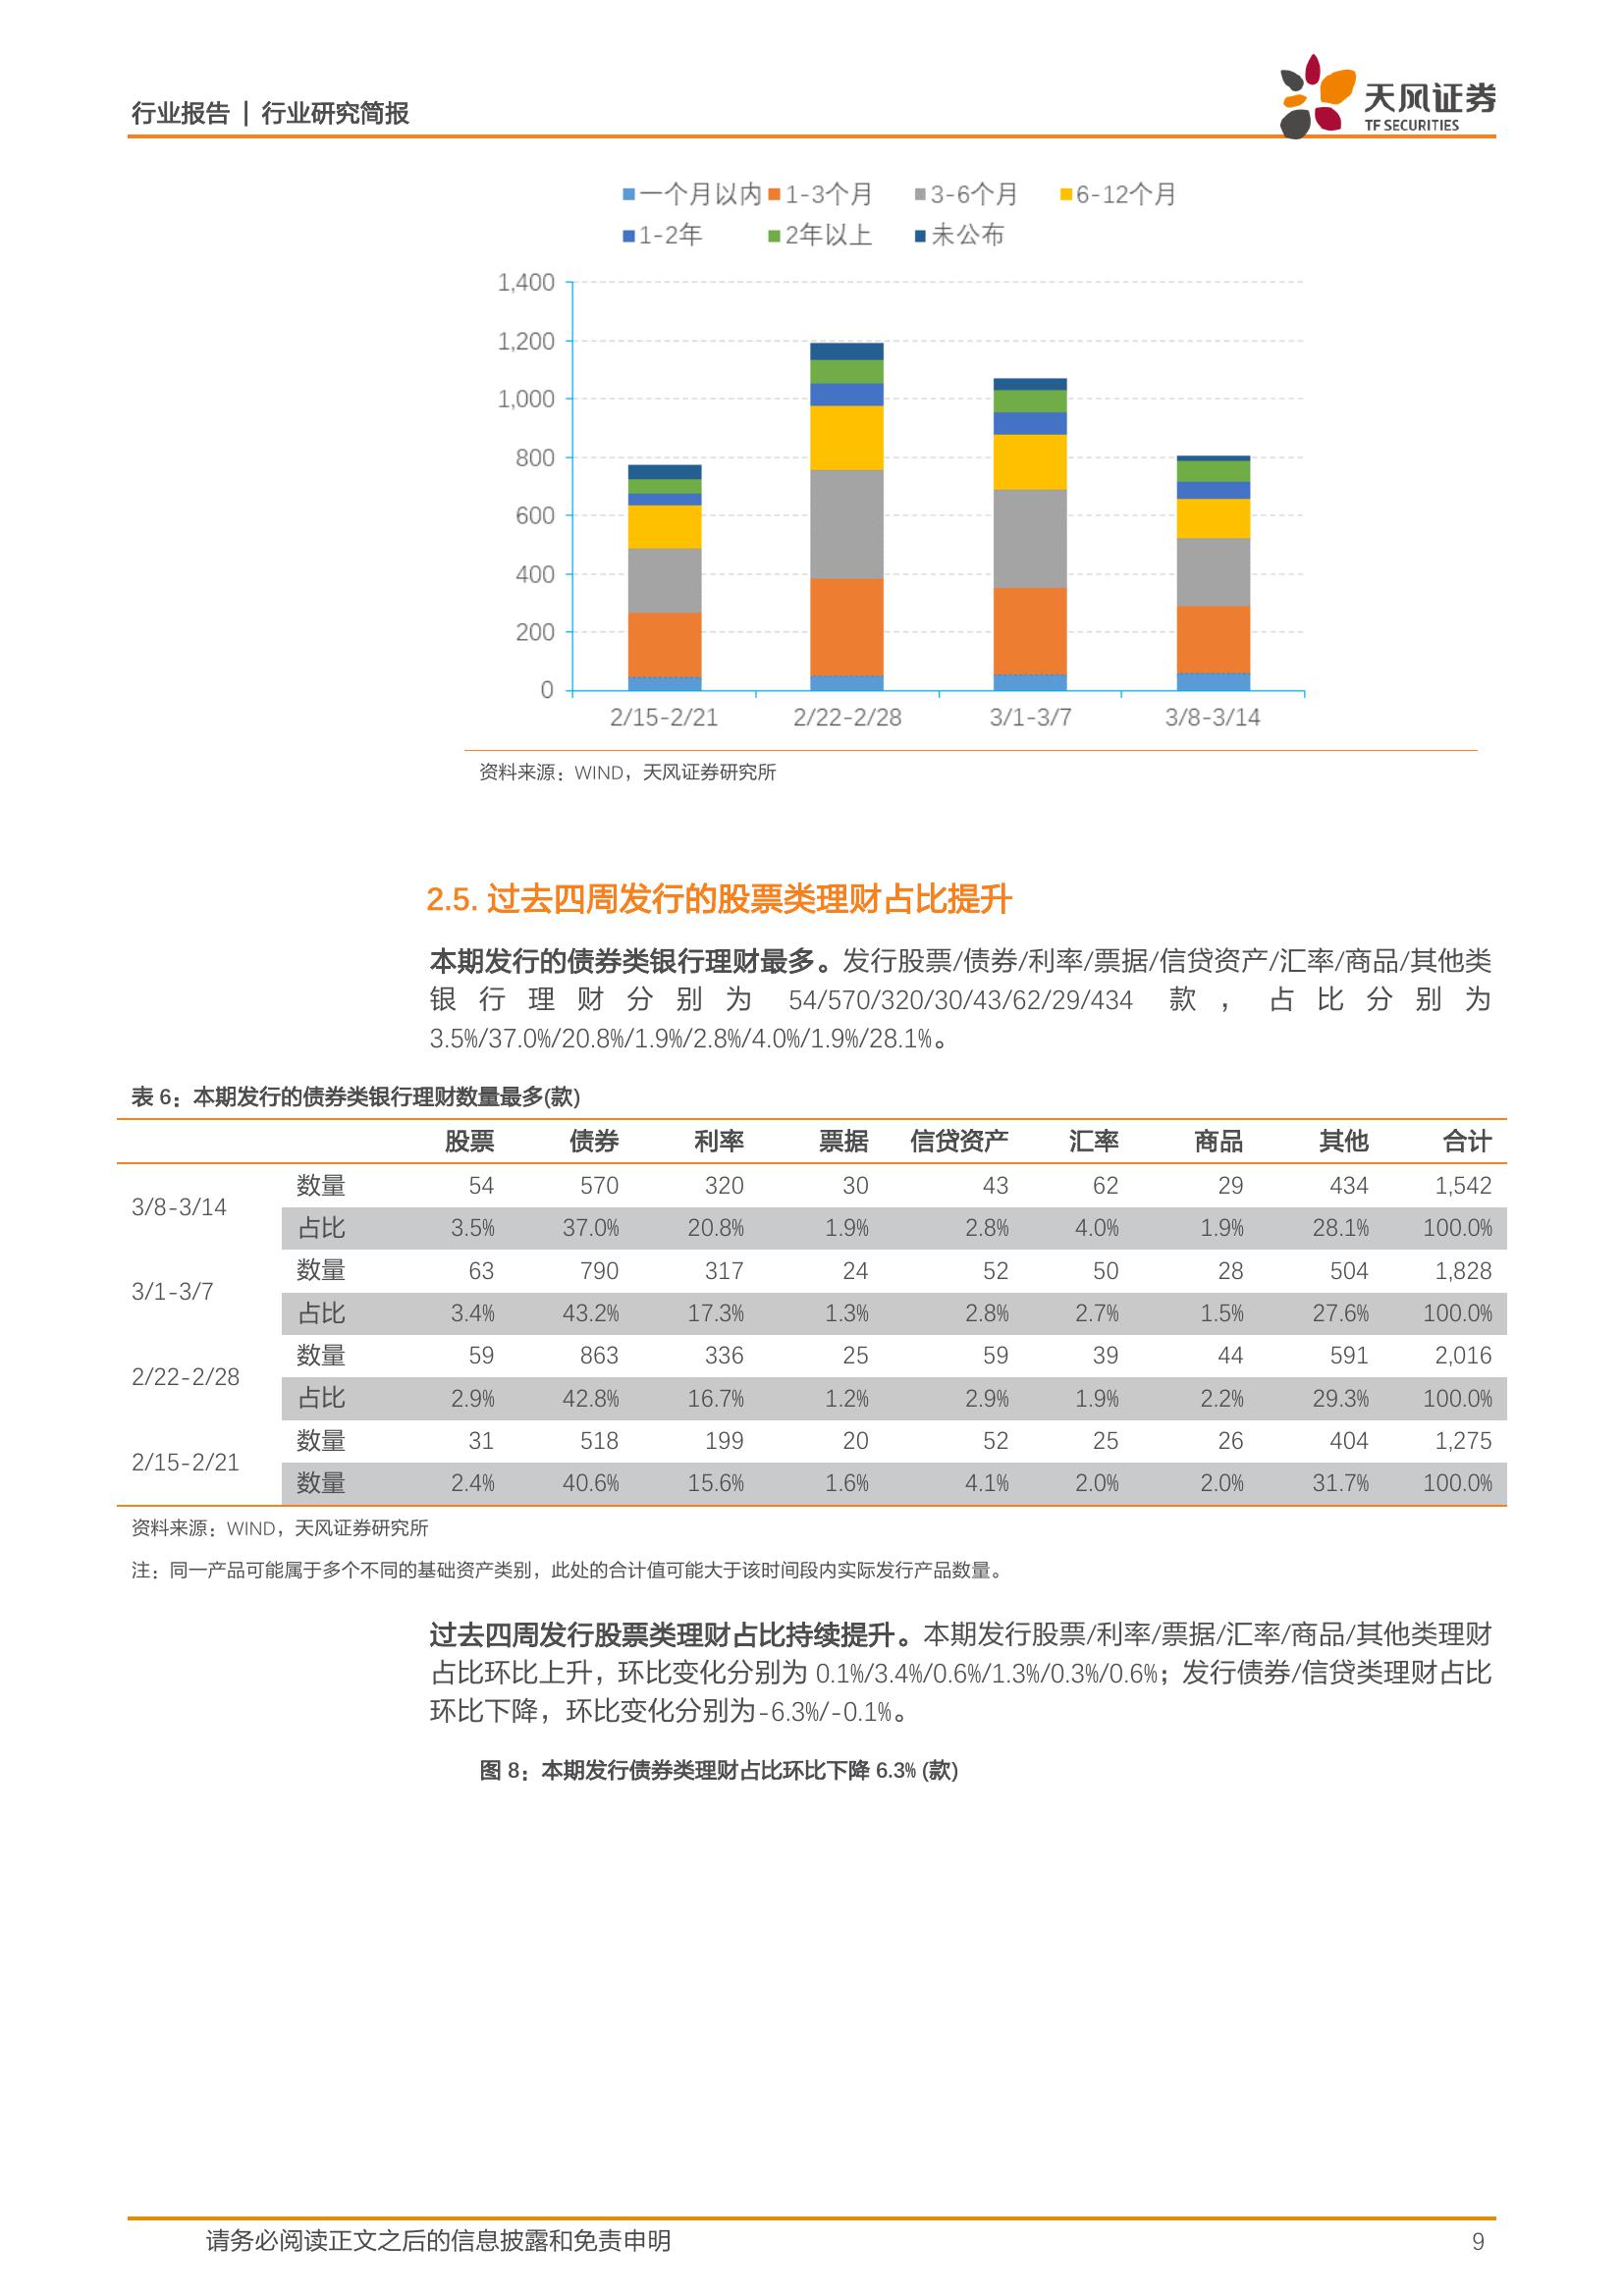 行业报告 | 行业研究简报
天风证券
TF SECURITIES
一个月以内 1-3个月 3-6个月 6-12个月
1-2年 2年以上 未公布
1,400
1,200
1,000
800
600
400
200
0
2/15-2/21 2/22-2/28 3/1-3/7 3/8-3/14
资料来源：WIND，天风证券研究所
2.5. 过去四周发行的股票类理财占比提升
本期发行的债券类银行理财最多。发行股票/债券/利率/票据/信贷资产/汇率/商品/其他类
银行理财分别为 54/570/320/30/43/62/29/434 款，占比分别为
3.5%/37.0%/20.8%/1.9%/2.8%/4.0%/1.9%/28.1%。
表 6：本期发行的债券类银行理财数量最多(款)
股票 债券 利率 票据 信贷资产 汇率 商品 其他 合计
3/8-3/14
数量 54 570 320 30 43 62 29 434 1,542
占比 3.5% 37.0% 20.8% 1.9% 2.8% 4.0% 1.9% 28.1% 100.0%
3/1-3/7
数量 63 790 317 24 52 50 28 504 1,828
占比 3.4% 43.2% 17.3% 1.3% 2.8% 2.7% 1.5% 27.6% 100.0%
2/22-2/28
数量 59 863 336 25 59 39 44 591 2,016
占比 2.9% 42.8% 16.7% 1.2% 2.9% 1.9% 2.2% 29.3% 100.0%
2/15-2/21
数量 31 518 199 20 52 25 26 404 1,275
数量 2.4% 40.6% 15.6% 1.6% 4.1% 2.0% 2.0% 31.7% 100.0%
资料来源：WIND，天风证券研究所
注：同一产品可能属于多个不同的基础资产类别，此处的合计值可能大于该时间段内实际发行产品数量。
过去四周发行股票类理财占比持续提升。本期发行股票/利率/票据/汇率/商品/其他类理财
占比环比上升，环比变化分别为 0.1%/3.4%/0.6%/1.3%/0.3%/0.6%；发行债券/信贷类理财占比
环比下降，环比变化分别为-6.3%/-0.1%。
图 8：本期发行债券类理财占比环比下降 6.3% (款)
请务必阅读正文之后的信息披露和免责申明 9